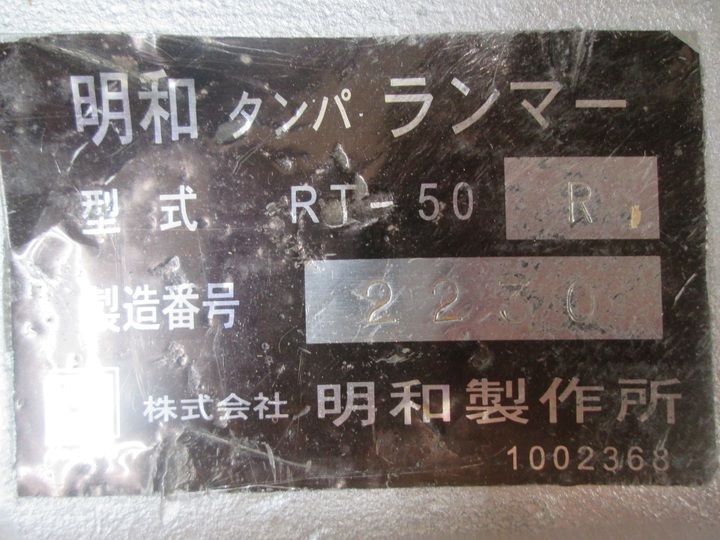 明和 タンパ ランマー
型式 RT-50 R
製造番号 2230
株式会社 明和製作所
1002368